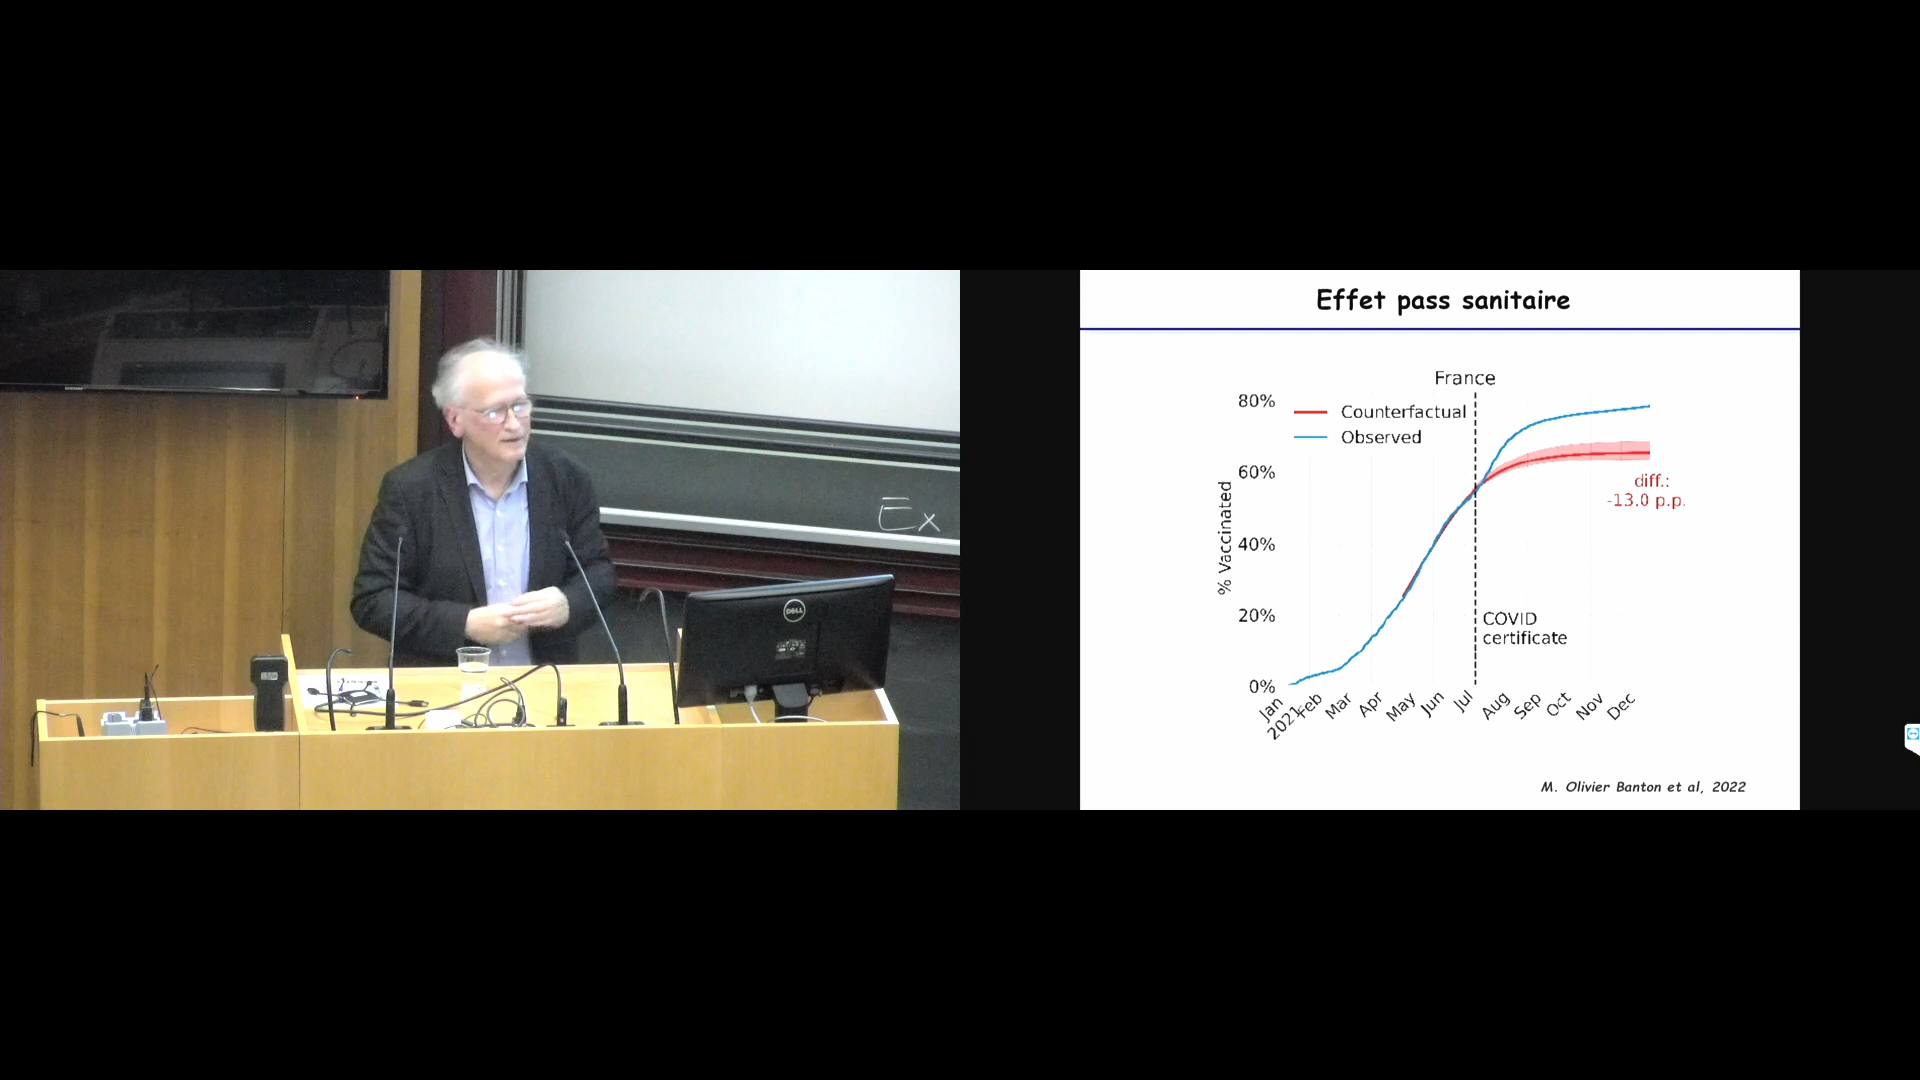 Ex
DELL
Effet pass sanitaire
France
80%
Counterfactual
Observed
60%
diff.:
-13.0 p.p.
40%
% Vaccinated
20%
COVID
certificate
0%
Jan
2021
Feb
Mar
Apr
May
Jun
Jul
Aug
Sep
Oct
Nov
Dec
M. Olivier Banton et al, 2022